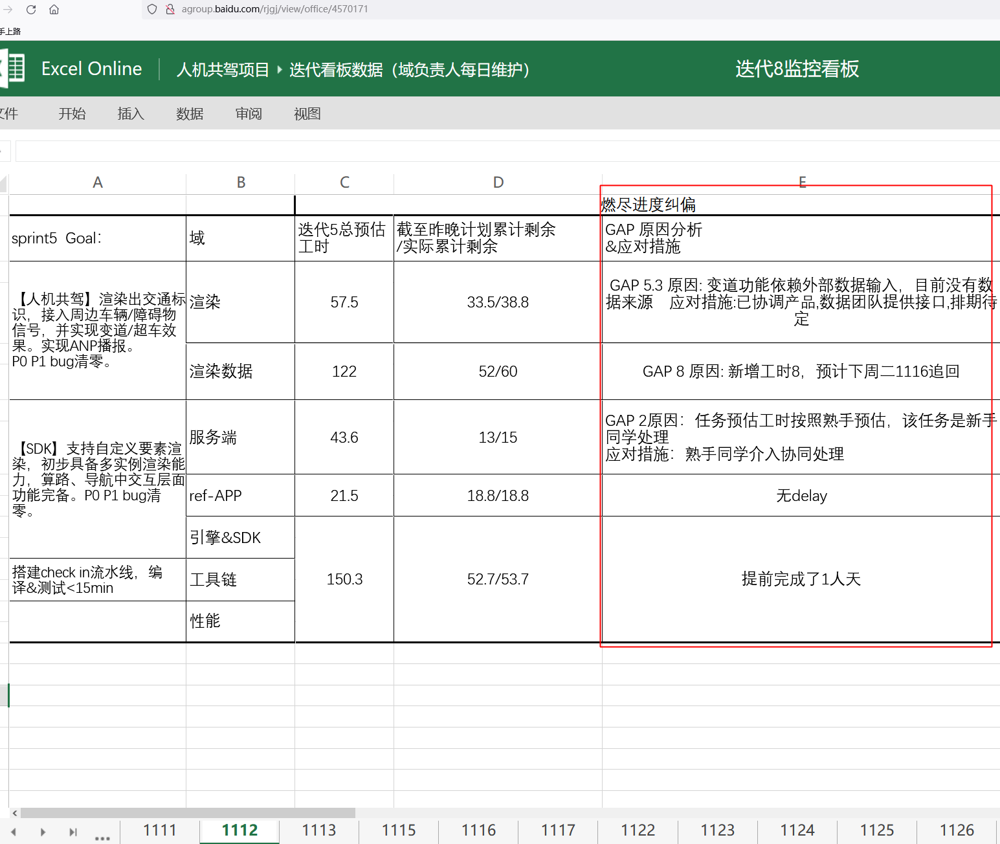 agroup.baidu.com/rjgj/view/office/4570171
手上路
Excel Online
人机共驾项目
迭代看板数据（域负责人每日维护）
迭代8监控看板
文件
开始
插入
数据
审阅
视图
A
B
C
D
E
燃尽进度纠偏
sprint5 Goal：
域
迭代5总预估
工时
截至昨晚计划累计剩余
/实际累计剩余
GAP 原因分析
&应对措施
【人机共驾】渲染出交通标
识，接入周边车辆/障碍物
信号，并实现变道/超车效
果。实现ANP播报。
P0 P1 bug清零。
渲染
57.5
33.5/38.8
GAP 5.3 原因: 变道功能依赖外部数据输入，目前没有数
据来源 应对措施:已协调产品,数据团队提供接口,排期待
定
渲染数据
122
52/60
GAP 8 原因: 新增工时8，预计下周二1116追回
【SDK】支持自定义要素渲
染，初步具备多实例渲染能
力，算路、导航中交互层面
功能完备。P0 P1 bug清
零。
服务端
43.6
13/15
GAP 2原因：任务预估工时按照熟手预估，该任务是新手
同学处理
应对措施：熟手同学介入协同处理
ref-APP
21.5
18.8/18.8
无delay
引擎&SDK
搭建check in流水线，编
译&测试<15min
工具链
150.3
52.7/53.7
提前完成了1人天
性能
...
1111
1112
1113
1115
1116
1117
1122
1123
1124
1125
1126